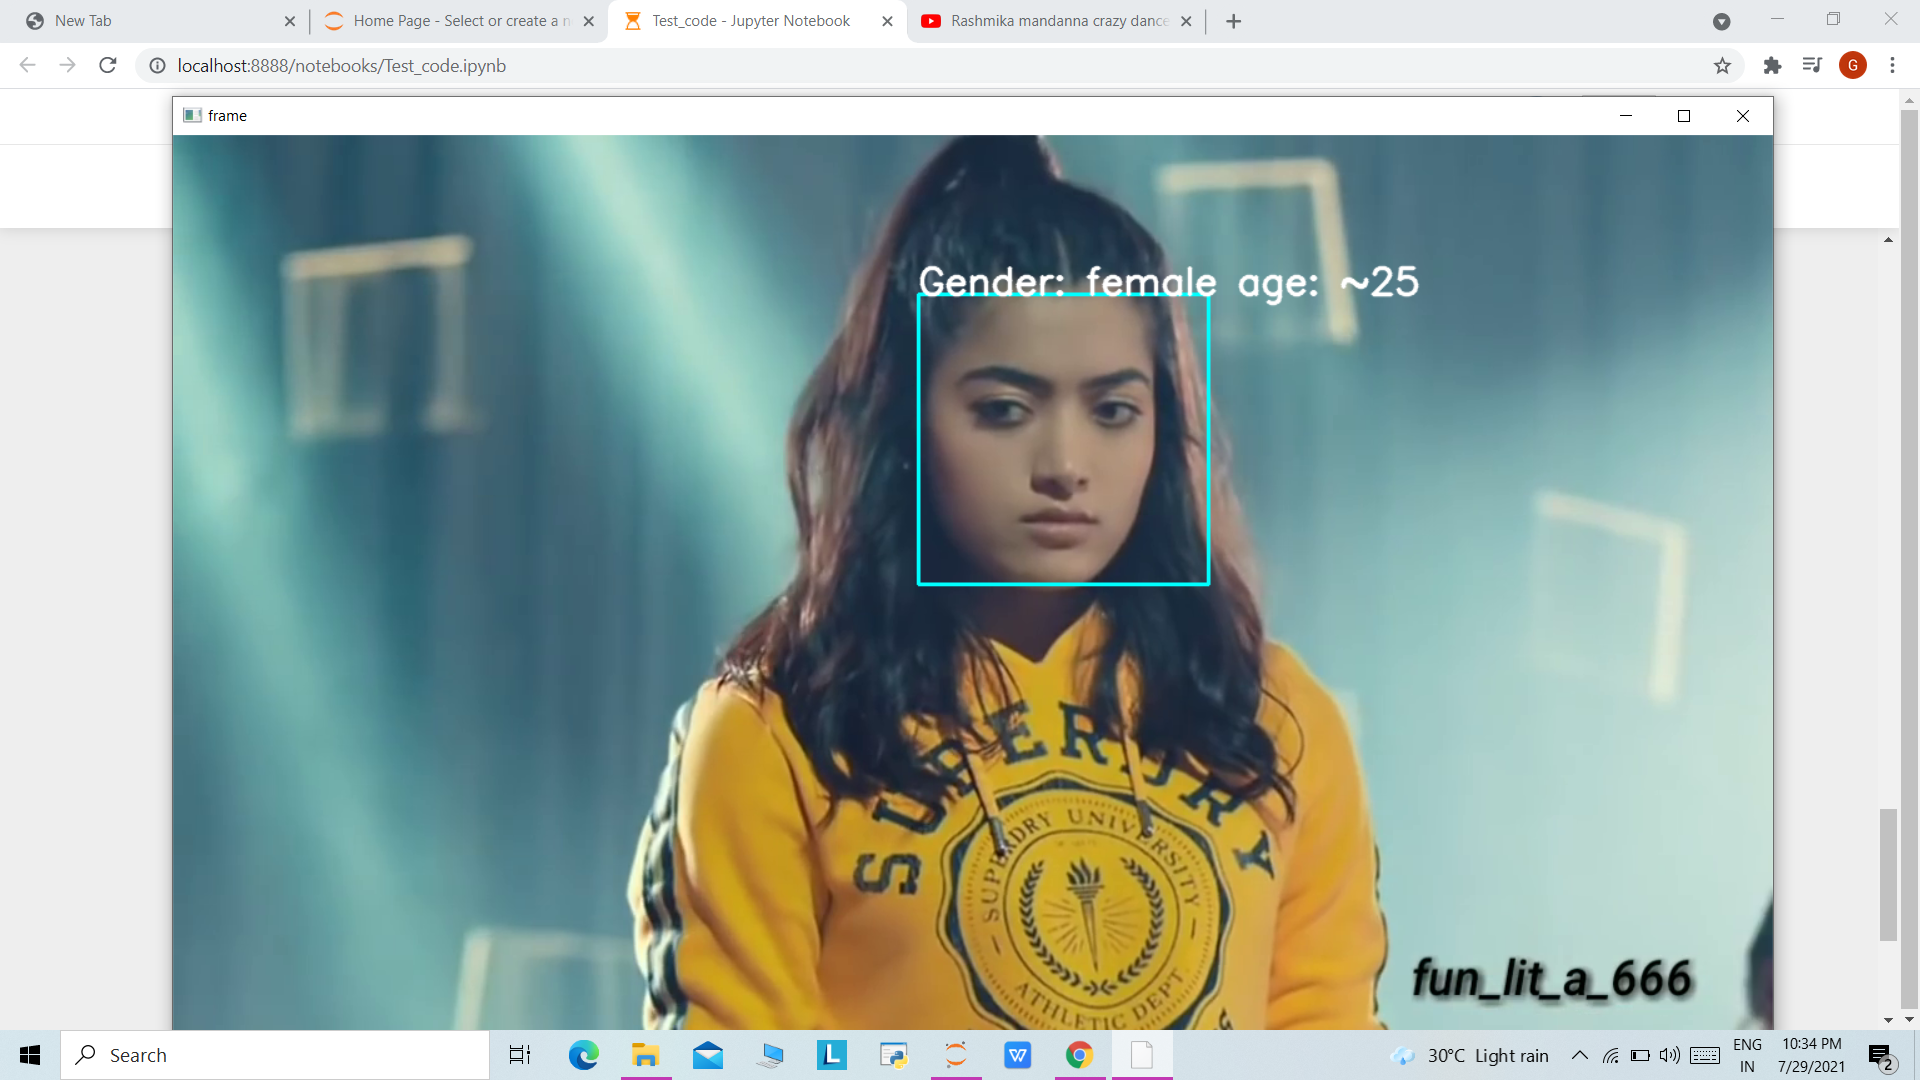 New Tab
Home Page - Select or create a n
Test_code - Jupyter Notebook
Rashmika mandanna crazy dance
localhost:8888/notebooks/Test_code.ipynb
G
frame
Gender: female age: ~25
SUPERDRY
SUPERDRY UNIVERSITY
ATHLETIC DEPT.
fun_lit_a_666
Search
L
W
30°C Light rain
ENG
IN
10:34 PM
7/29/2021
2